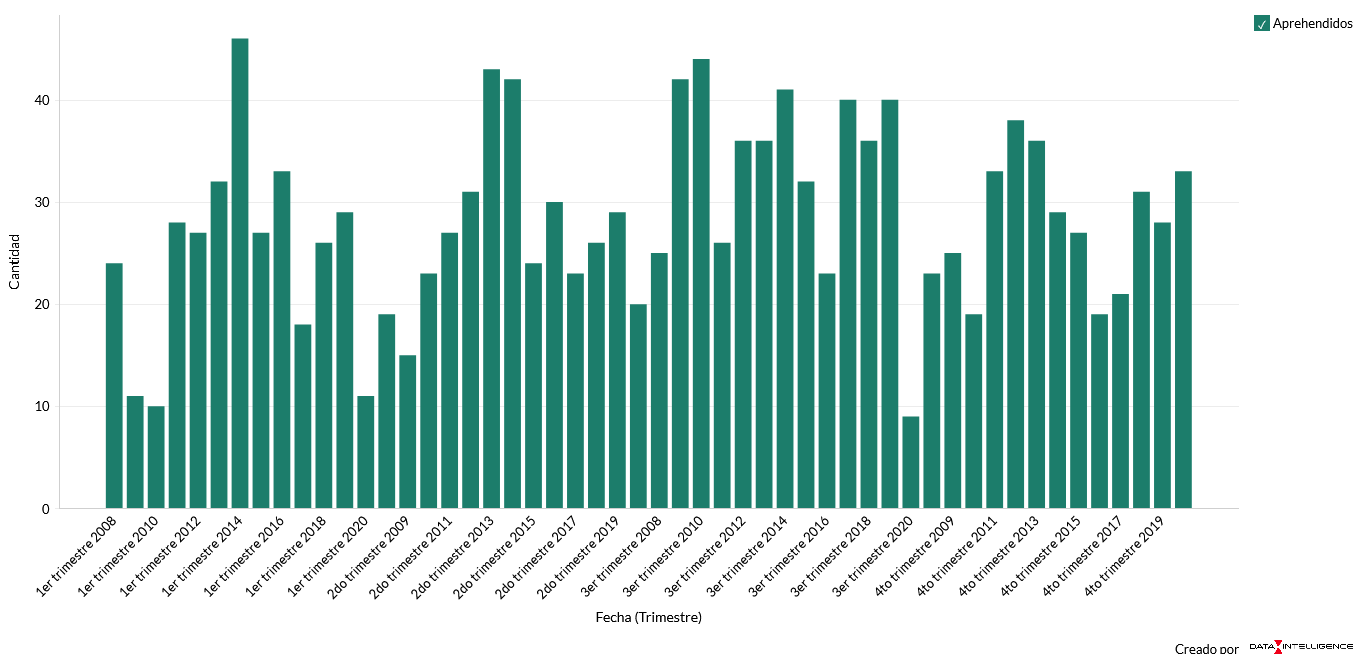 Aprehendidos
40
30
20
10
0
Cantidad
1er trimestre 2008
1er trimestre 2010
1er trimestre 2012
1er trimestre 2014
1er trimestre 2016
1er trimestre 2018
1er trimestre 2020
2do trimestre 2009
2do trimestre 2011
2do trimestre 2013
2do trimestre 2015
2do trimestre 2017
2do trimestre 2019
3er trimestre 2008
3er trimestre 2010
3er trimestre 2012
3er trimestre 2014
3er trimestre 2016
3er trimestre 2018
3er trimestre 2020
4to trimestre 2009
4to trimestre 2011
4to trimestre 2013
4to trimestre 2015
4to trimestre 2017
4to trimestre 2019
Fecha (Trimestre)
Creado por DATA INTELLIGENCE